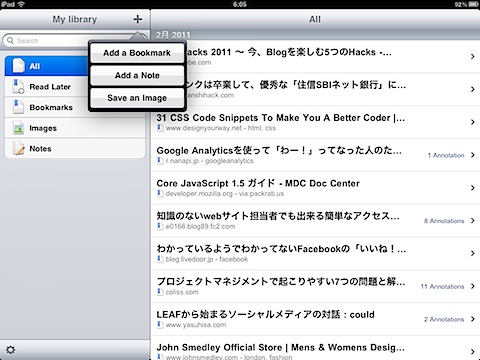 iPad
6:05
92%
My library
+
All
Search
Add a Bookmark
Add a Note
Save an Image
All
Read Later
Bookmarks
Images
Notes
2月 2011
acks 2011 〜 今、Blogを楽しむ5つのHacks -...
be.com
ンクは卒業して、優秀な「住信SBIネット銀行」に...
anshihack.com
31 CSS Code Snippets To Make You A Better Coder |...
www.designyourway.net - html, css
Google Analyticsを使って「わー！」ってなった人のた...
r.nanapi.jp - googleanalytics
1 Annotation
Core JavaScript 1.5 ガイド - MDC Doc Center
developer.mozilla.org - via:packrati.us
知識のないwebサイト担当者でも出来る簡単なアクセス...
e0166.blog89.fc2.com
8 Annotations
わかっているようでわかってないFacebookの「いいね！...
blog.livedoor.jp - facebook
プロジェクトマネジメントで起こりやすい7つの問題と解...
coliss.com
11 Annotations
LEAFから始まるソーシャルメディアの対話 : could
www.yasuhisa.com
2 Annotations
John Smedley Official Store | Mens & Womens Desig...
www.john-smedley.com - london, fashion